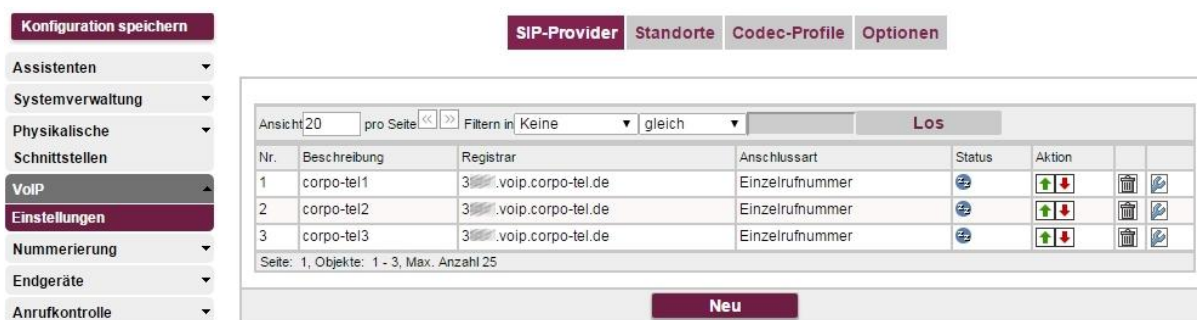 Konfiguration speichern
Assistenten
Systemverwaltung
Physikalische
Schnittstellen
VoIP
Einstellungen
Nummerierung
Endgeräte
Anrufkontrolle
SIP-Provider Standorte Codec-Profile Optionen
Ansicht 20 pro Seite << >> Filtern in Keine gleich Los
Nr. Beschreibung Registrar Anschlussart Status Aktion
1 corpo-tel1 3 .voip.corpo-tel.de Einzelrufnummer
2 corpo-tel2 3 .voip.corpo-tel.de Einzelrufnummer
3 corpo-tel3 3 .voip.corpo-tel.de Einzelrufnummer
Seite: 1, Objekte: 1 - 3, Max. Anzahl 25
Neu